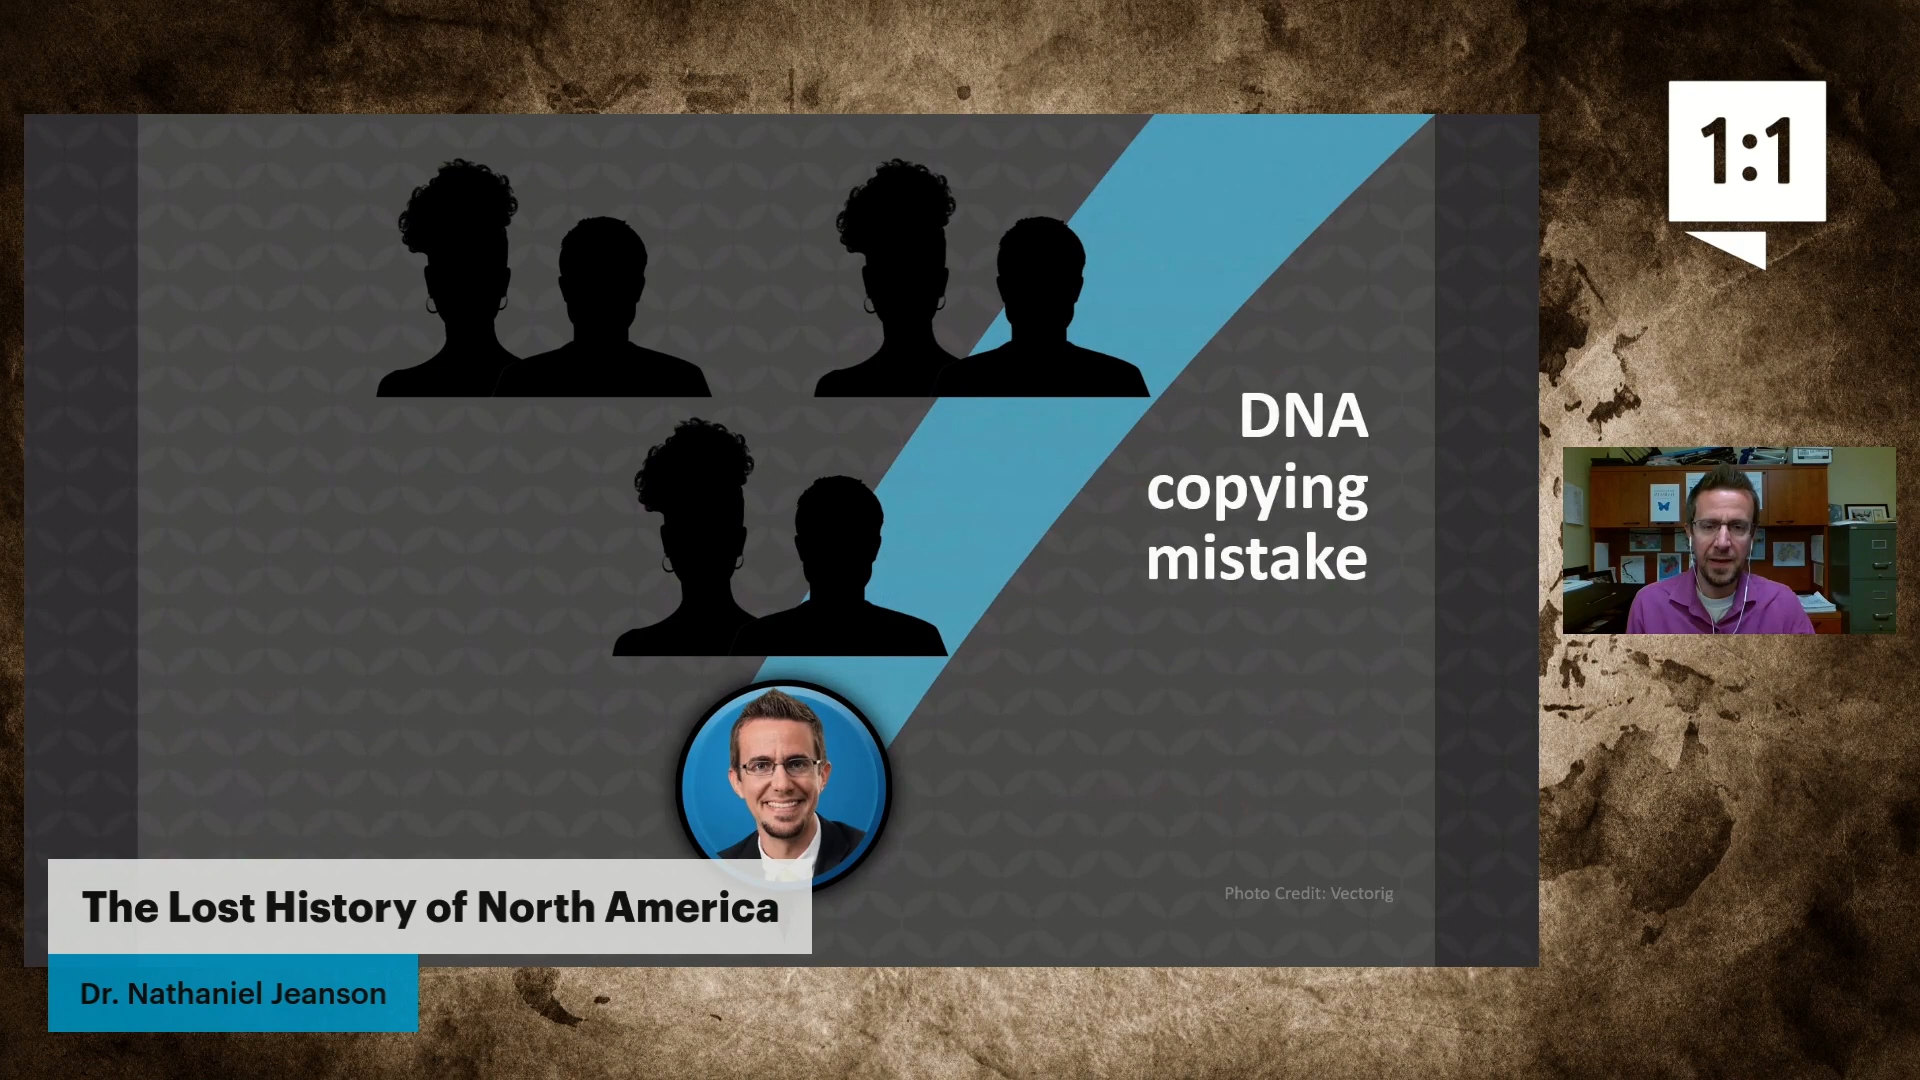 1:1
DNA
copying
mistake
Photo Credit: Vectorig
The Lost History of North America
Dr. Nathaniel Jeanson